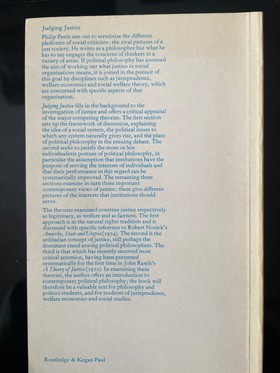 Judging Justice
Philip Pettit sets out to scrutinise the different
platforms of social criticism: the rival pictures of a
just society. He writes as a philosopher but what he
has to say engages the concerns of thinkers in a
variety of areas. If political philosophy has assumed
the aim of working out what justice in social
organisations means, it is joined in the pursuit of
this goal by disciplines such as jurisprudence,
welfare economics and social welfare theory, which
are concerned with specific aspects of that
organisation.
Judging Justice fills in the background to the
investigation of justice and offers a critical appraisal
of the major competing theories. The first section
sets up the framework of discussion, explaining
the idea of a social system, the political issues to
which any system naturally gives rise, and the place
of political philosophy in the ensuing debate. The
second seeks to justify the more or less
individualistic posture of political philosophy, in
particular the assumption that institutions have the
purpose of serving the interests of individuals and
that their performance in this regard can be
systematically improved. The remaining three
sections examine in turn three important
contemporary views of justice; these give different
pictures of the interests that institutions should
serve.
The theories examined construe justice respectively
as legitimacy, as welfare and as fairness. The first
approach is in the natural rights tradition and is
discussed with specific reference to Robert Nozick's
Anarchy, State and Utopia (1974). The second is the
utilitarian concept of justice, still perhaps the
dominant creed among political philosophers. The
third is that which has recently received most
critical attention, having been presented
systematically for the first time in John Rawls's
A Theory of Justice (1971). In examining these
theories, the author offers an introduction to
contemporary political philosophy; the book will
therefore be a valuable text for philosophy and
politics students, and for students of jurisprudence,
welfare economics and social studies.
Routledge & Kegan Paul